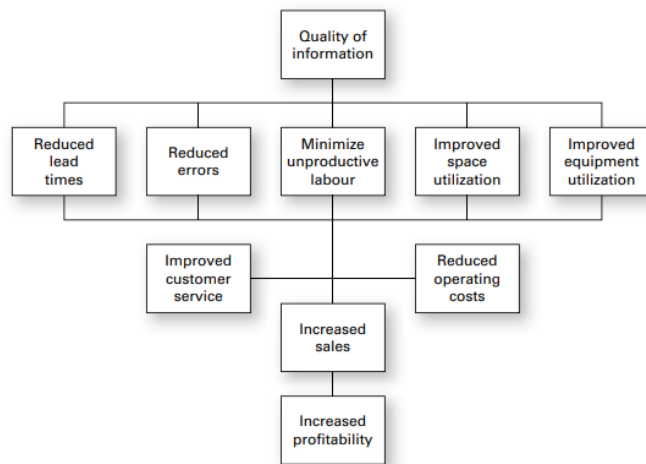 Quality of
information
Reduced
lead
times
Reduced
errors
Minimize
unproductive
labour
Improved
space
utilization
Improved
equipment
utilization
Improved
customer
service
Reduced
operating
costs
Increased
sales
Increased
profitability